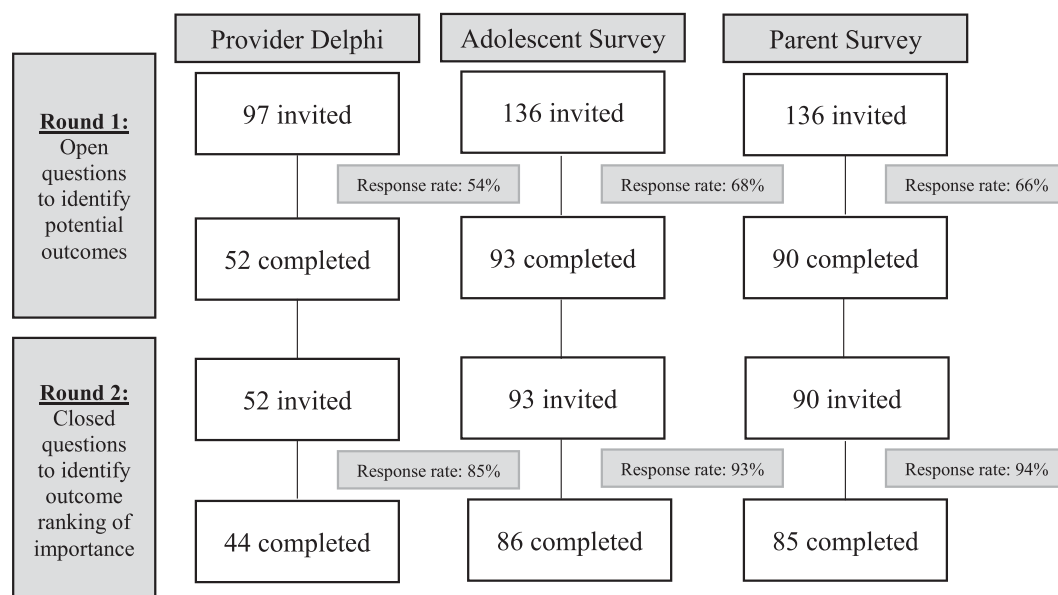 Provider Delphi
Adolescent Survey
Parent Survey
Round 1:
Open
questions
to identify
potential
outcomes
97 invited
136 invited
136 invited
Response rate: 54%
Response rate: 68%
Response rate: 66%
52 completed
93 completed
90 completed
Round 2:
Closed
questions
to identify
outcome
ranking of
importance
52 invited
93 invited
90 invited
Response rate: 85%
Response rate: 93%
Response rate: 94%
44 completed
86 completed
85 completed